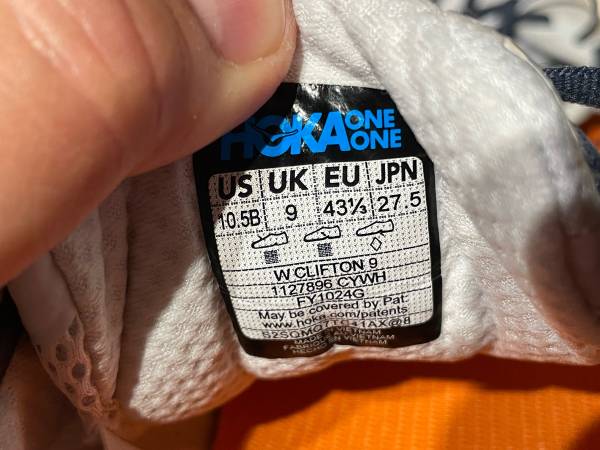 HOKA ONE ONE
US UK EU JPN
10.5B 9 43⅓ 27.5
W CLIFTON 9
1127896 CYWH
FY1024G
May be covered by Pat:
www.hoka.com/patents
MADE IN VIETNAM